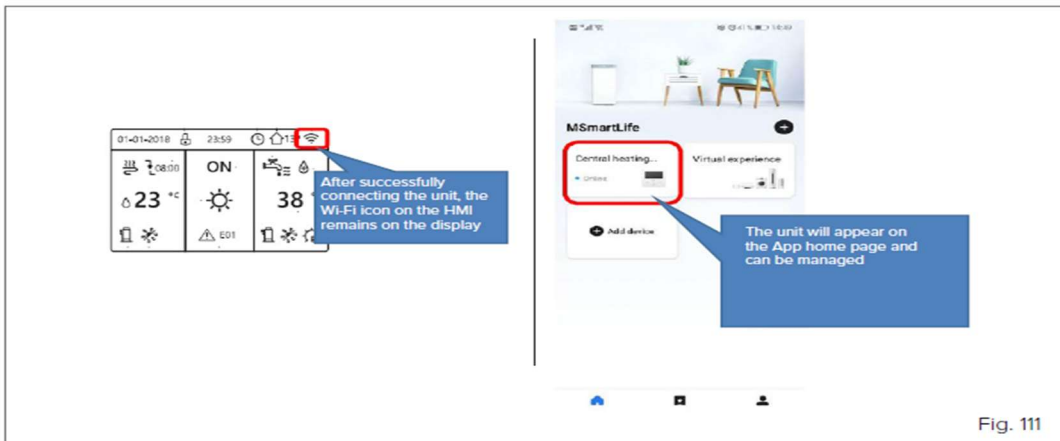 01-01-2018 23:59 13°
08:00 ON
23 °C 38
E01
After successfully
connecting the unit, the
Wi-Fi icon on the HMI
remains on the display
MSmartLife
Central heating.. Virtual experience
Online
Add device
The unit will appear on
the App home page and
can be managed
Fig. 111